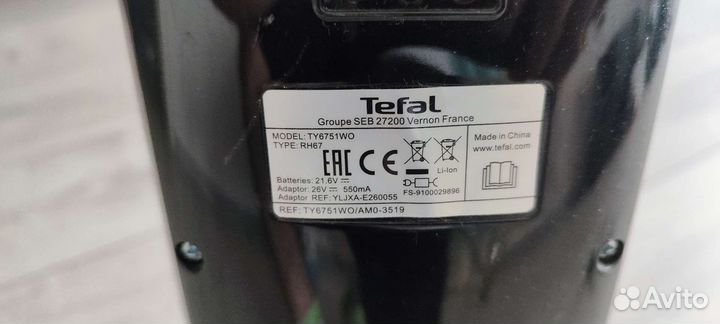 Tefal
Groupe SEB 27200 Vernon France
MODEL: TY6751WO
TYPE: RH67
Made in China
www.tefal.com
EAC CE
Li-Ion
Batteries: 21.6V
Adaptor: 26V 550mA
Adaptor REF: YLJXA-E260055
FS-9100029896
REF: TY6751WO/AM0-3519
Avito